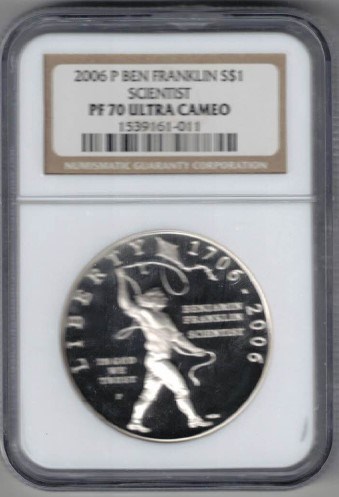 2006 P BEN FRANKLIN S$1
SCIENTIST
PF 70 ULTRA CAMEO
1539161-011
NUMISMATIC GUARANTY CORPORATION
LIBERTY 1706-2006
BENJAMIN
FRANKLIN
SCIENTIST
IN GOD
WE
TRUST
P